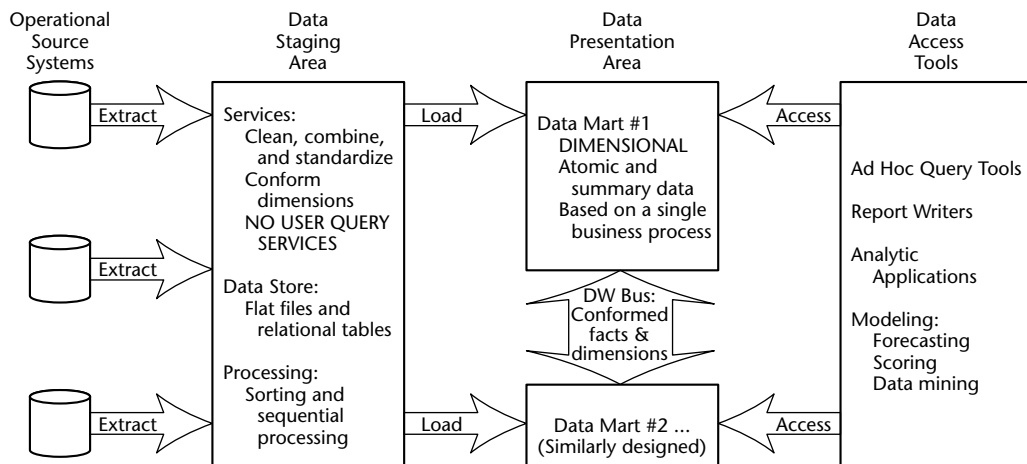 Operational
Source
Systems
Data
Staging
Area
Data
Presentation
Area
Data
Access
Tools
Extract
Extract
Extract
Services:
Clean, combine,
and standardize
Conform
dimensions
NO USER QUERY
SERVICES
Data Store:
Flat files and
relational tables
Processing:
Sorting and
sequential
processing
Load
Load
Data Mart #1
DIMENSIONAL
Atomic and
summary data
Based on a single
business process
DW Bus:
Conformed
facts &
dimensions
Data Mart #2 ...
(Similarly designed)
Access
Access
Ad Hoc Query Tools
Report Writers
Analytic
Applications
Modeling:
Forecasting
Scoring
Data mining